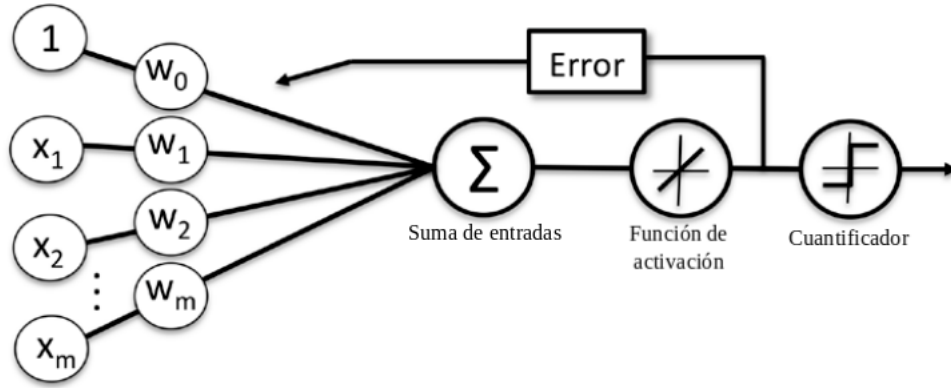 1
w₀
Error
x₁
w₁
Σ
x₂
w₂
Suma de entradas
Función de
activación
Cuantificador
⋮
xₘ
wₘ